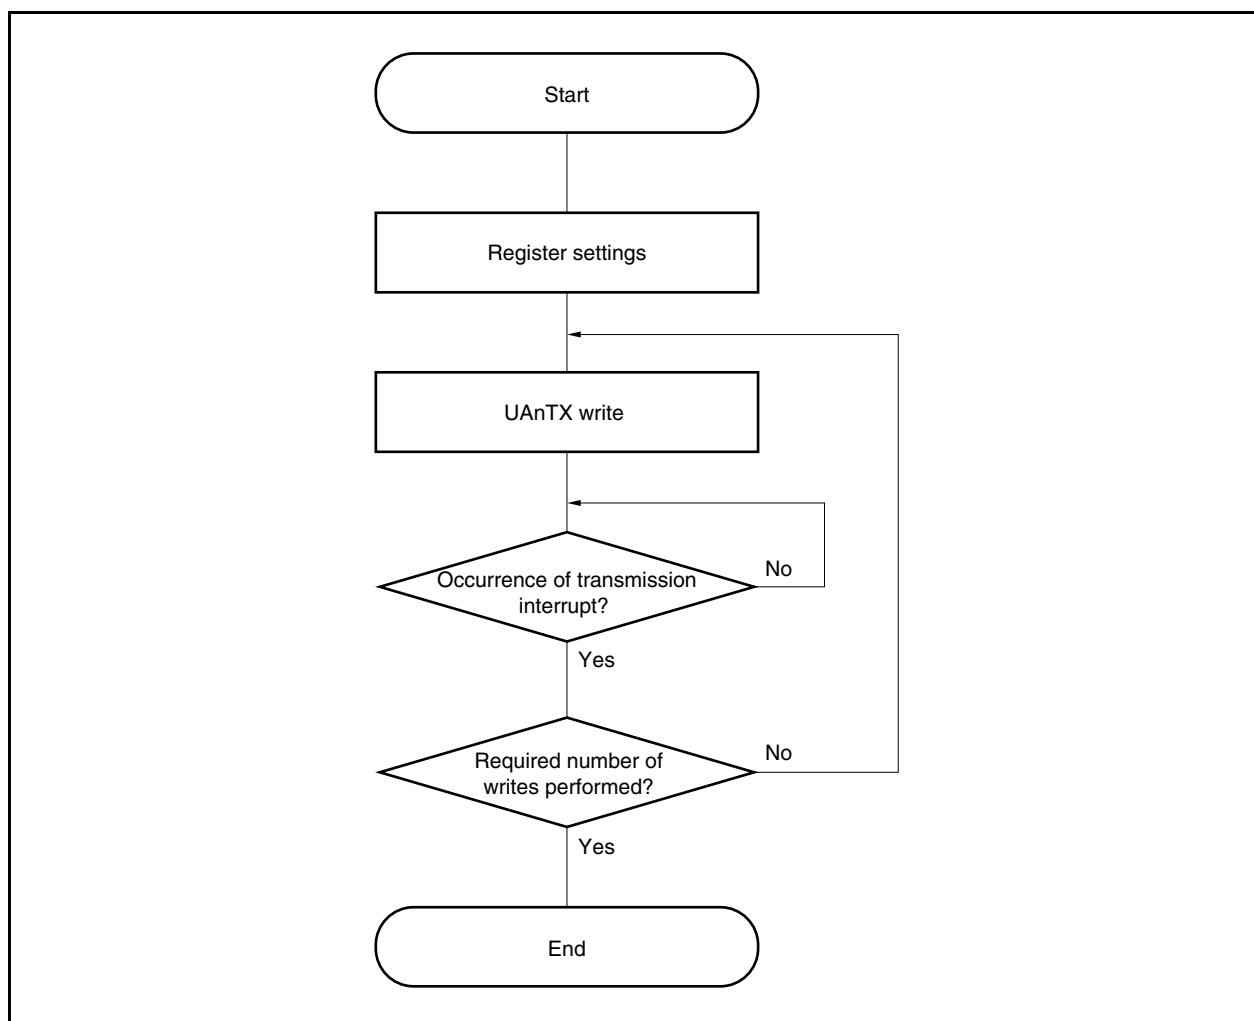 Start
Register settings
UAnTX write
Occurrence of transmission
interrupt?
No
Yes
Required number of
writes performed?
No
Yes
End